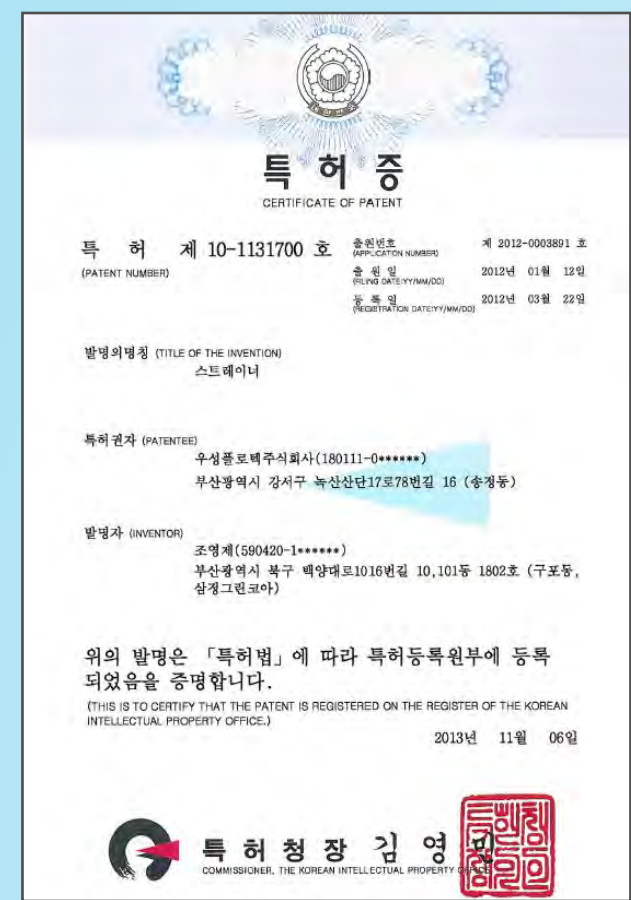 특 허 증
CERTIFICATE OF PATENT
특 허 제 10-1131700 호
(PATENT NUMBER)
출원번호 제 2012-0003891 호
(APPLICATION NUMBER)
출 원 일 2012년 01월 12일
(FILING DATE:YY/MM/DD)
등 록 일 2012년 03월 22일
(REGISTRATION DATE:YY/MM/DD)
발명의명칭 (TITLE OF THE INVENTION)
스트레이너
특허권자 (PATENTEE)
우성플로텍주식회사(180111-0******)
부산광역시 강서구 녹산산단17로78번길 16 (송정동)
발명자 (INVENTOR)
조영제(590420-1******)
부산광역시 북구 백양대로1016번길 10,101동 1802호 (구포동,
삼정그린코아)
위의 발명은 「특허법」에 따라 특허등록원부에 등록
되었음을 증명합니다.
(THIS IS TO CERTIFY THAT THE PATENT IS REGISTERED ON THE REGISTER OF THE KOREAN
INTELLECTUAL PROPERTY OFFICE.)
2013년 11월 06일
특 허 청 장 김 영 민
COMMISSIONER, THE KOREAN INTELLECTUAL PROPERTY OFFICE